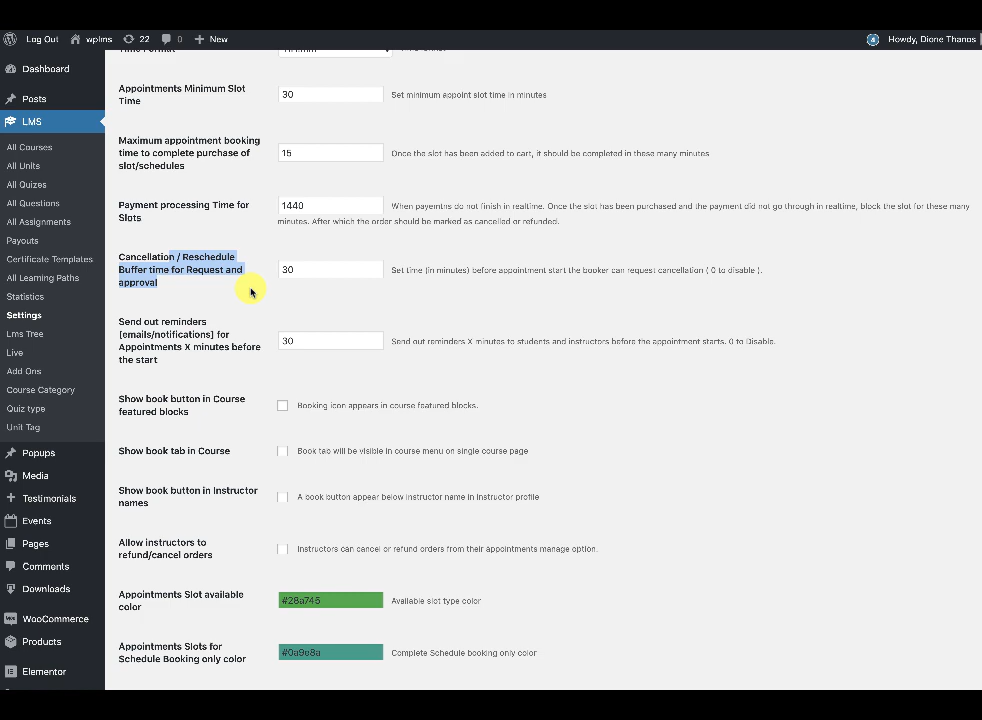 Log Out wplms 22 0 New Howdy, Dione Thanos
Dashboard
Posts
LMS
All Courses
All Units
All Quizes
All Questions
All Assignments
Payouts
Certificate Templates
All Learning Paths
Statistics
Settings
Lms Tree
Live
Add Ons
Course Category
Quiz type
Unit Tag
Popups
Media
Testimonials
Events
Pages
Comments
Downloads
WooCommerce
Products
Elementor
Appointments Minimum Slot
Time
30
Set minimum appoint slot time in minutes
Maximum appointment booking
time to complete purchase of
slot/schedules
15
Once the slot has been added to cart, it should be completed in these many minutes
Payment processing Time for
Slots
1440
When payemtns do not finish in realtime. Once the slot has been purchased and the payment did not go through in realtime, block the slot for these many
minutes. After which the order should be marked as cancelled or refunded.
Cancellation / Reschedule
Buffer time for Request and
approval
30
Set time (in minutes) before appointment start the booker can request cancellation ( 0 to disable ).
Send out reminders
[emails/notifications] for
Appointments X minutes before
the start
30
Send out reminders X minutes to students and instructors before the appointment starts. 0 to Disable.
Show book button in Course
featured blocks
Booking icon appears in course featured blocks.
Show book tab in Course
Book tab will be visible in course menu on single course page
Show book button in Instructor
names
A book button appear below instructor name in instructor profile
Allow instructors to
refund/cancel orders
Instructors can cancel or refund orders from their appointments manage option.
Appointments Slot available
color
#28a745
Available slot type color
Appointments Slots for
Schedule Booking only color
#0a9e8a
Complete Schedule booking only color